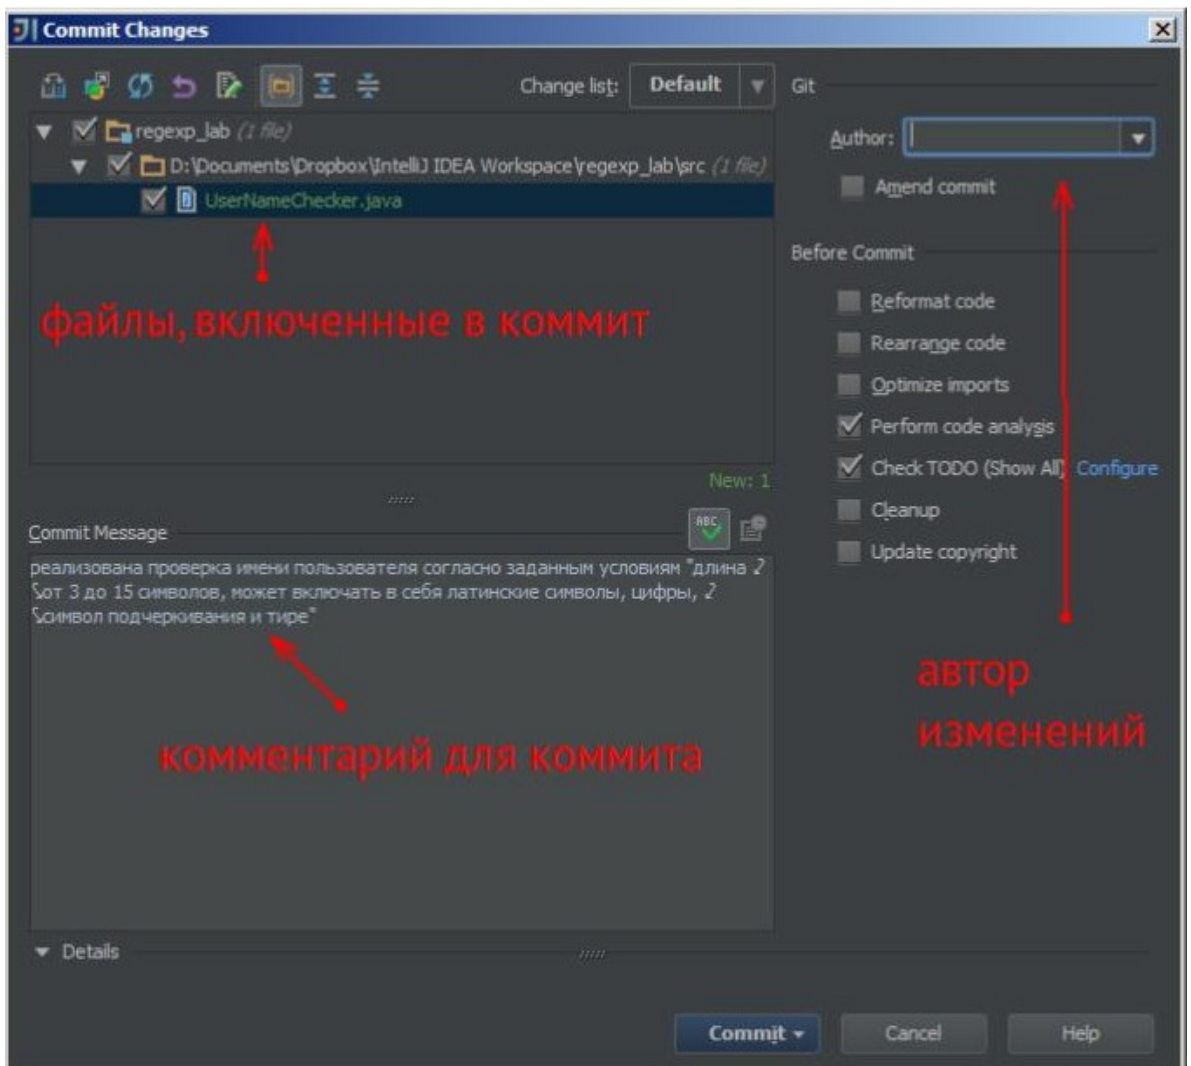 Commit Changes
Change list: Default
Git
regexp_lab (1 file)
Author:
D:\Documents\Dropbox\IntelliJ IDEA Workspace\regexp_lab\src (1 file)
Amend commit
UserNameChecker.java
Before Commit
файлы, включенные в коммит
Reformat code
Rearrange code
Optimize imports
Perform code analysis
Check TODO (Show All) Configure
New: 1
Cleanup
Commit Message
ABC
Update copyright
реализована проверка имени пользователя согласно заданным условиям "длина
от 3 до 15 символов, может включать в себя латинские символы, цифры,
символ подчеркивания и тире"
автор
изменений
комментарий для коммита
Details
Commit
Cancel
Help